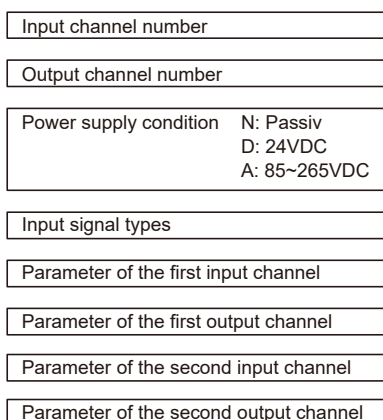 Input channel number
Output channel number
Power supply condition N: Passiv
D: 24VDC
A: 85~265VDC
Input signal types
Parameter of the first input channel
Parameter of the first output channel
Parameter of the second input channel
Parameter of the second output channel